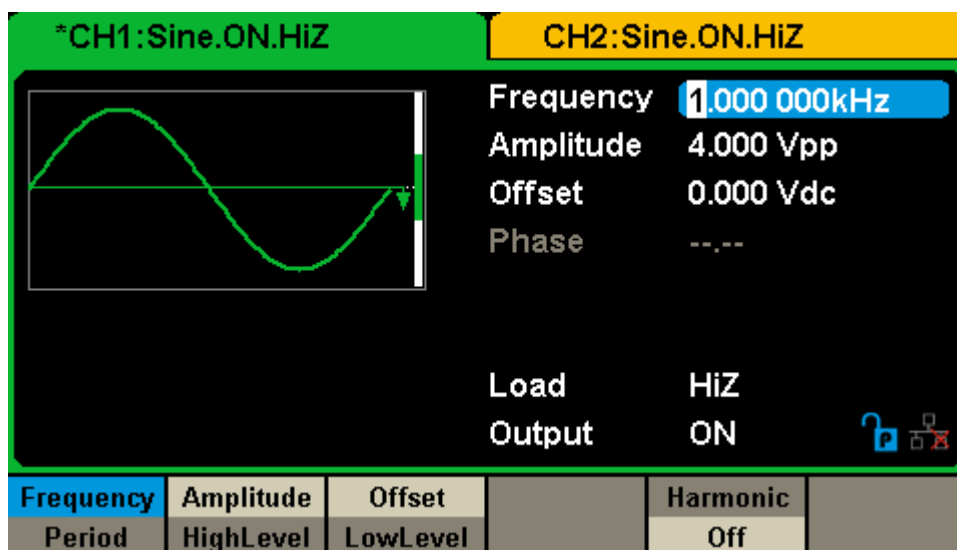 *CH1:Sine.ON.HiZ
CH2:Sine.ON.HiZ
Frequency 1.000 000kHz
Amplitude 4.000 Vpp
Offset 0.000 Vdc
Phase --.--
Load HiZ
Output ON
P
Frequency Amplitude Offset Harmonic
Period HighLevel LowLevel Off